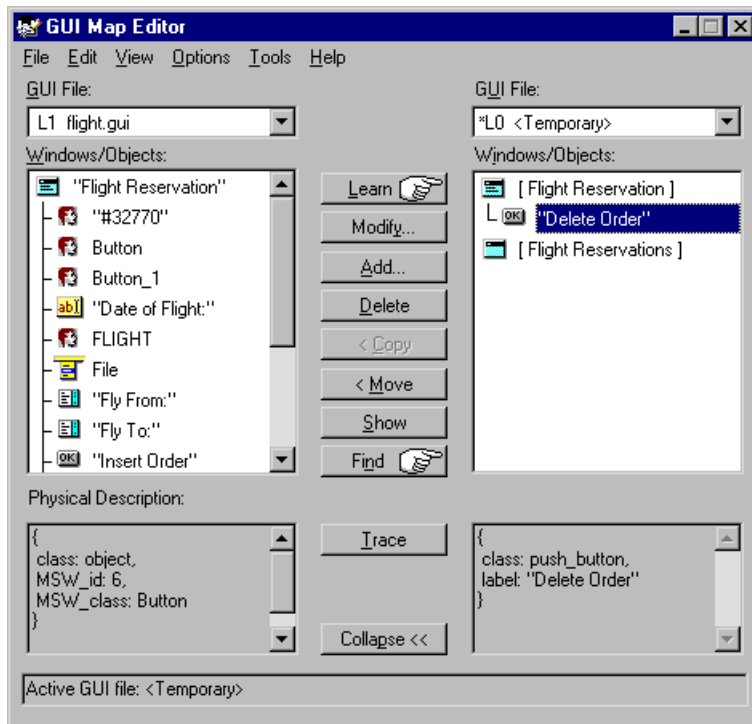 GUI Map Editor
File Edit View Options Tools Help
GUI File:
L1 flight.gui
Windows/Objects:
"Flight Reservation"
"#32770"
Button
Button_1
"Date of Flight:"
FLIGHT
File
"Fly From:"
"Fly To:"
"Insert Order"
Learn
Modify...
Add...
Delete
< Copy
< Move
Show
Find
GUI File:
*L0 <Temporary>
Windows/Objects:
[ Flight Reservation ]
OK "Delete Order"
[ Flight Reservations ]
Physical Description:
{
class: object,
MSW_id: 6,
MSW_class: Button
}
Trace
Collapse <<
{
class: push_button,
label: "Delete Order"
}
Active GUI file: <Temporary>